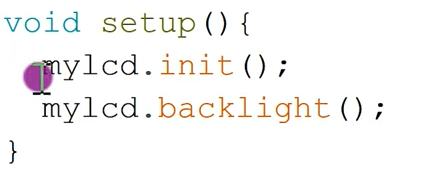 void setup(){
  mylcd.init();
  mylcd.backlight();
}